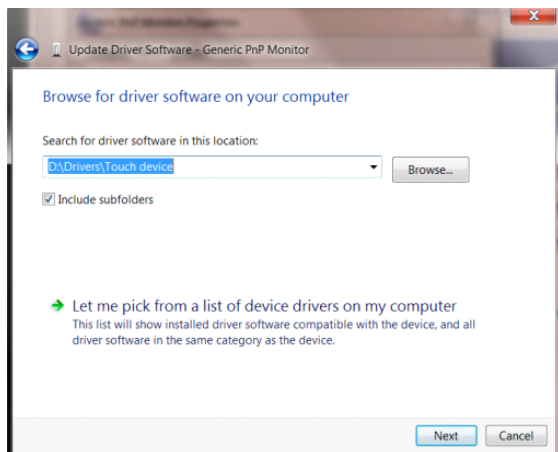 Update Driver Software - Generic PnP Monitor
Browse for driver software on your computer
Search for driver software in this location:
D:\Drivers\Touch device
Browse...
Include subfolders
Let me pick from a list of device drivers on my computer
This list will show installed driver software compatible with the device, and all
driver software in the same category as the device.
Next
Cancel